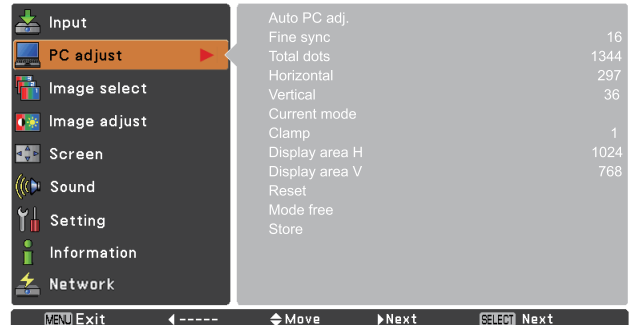 Input
PC adjust
Image select
Image adjust
Screen
Sound
Setting
Information
Network
Auto PC adj.
Fine sync 16
Total dots 1344
Horizontal 297
Vertical 36
Current mode
Clamp 1
Display area H 1024
Display area V 768
Reset
Mode free
Store
MENU Exit ----- Move Next SELECT Next